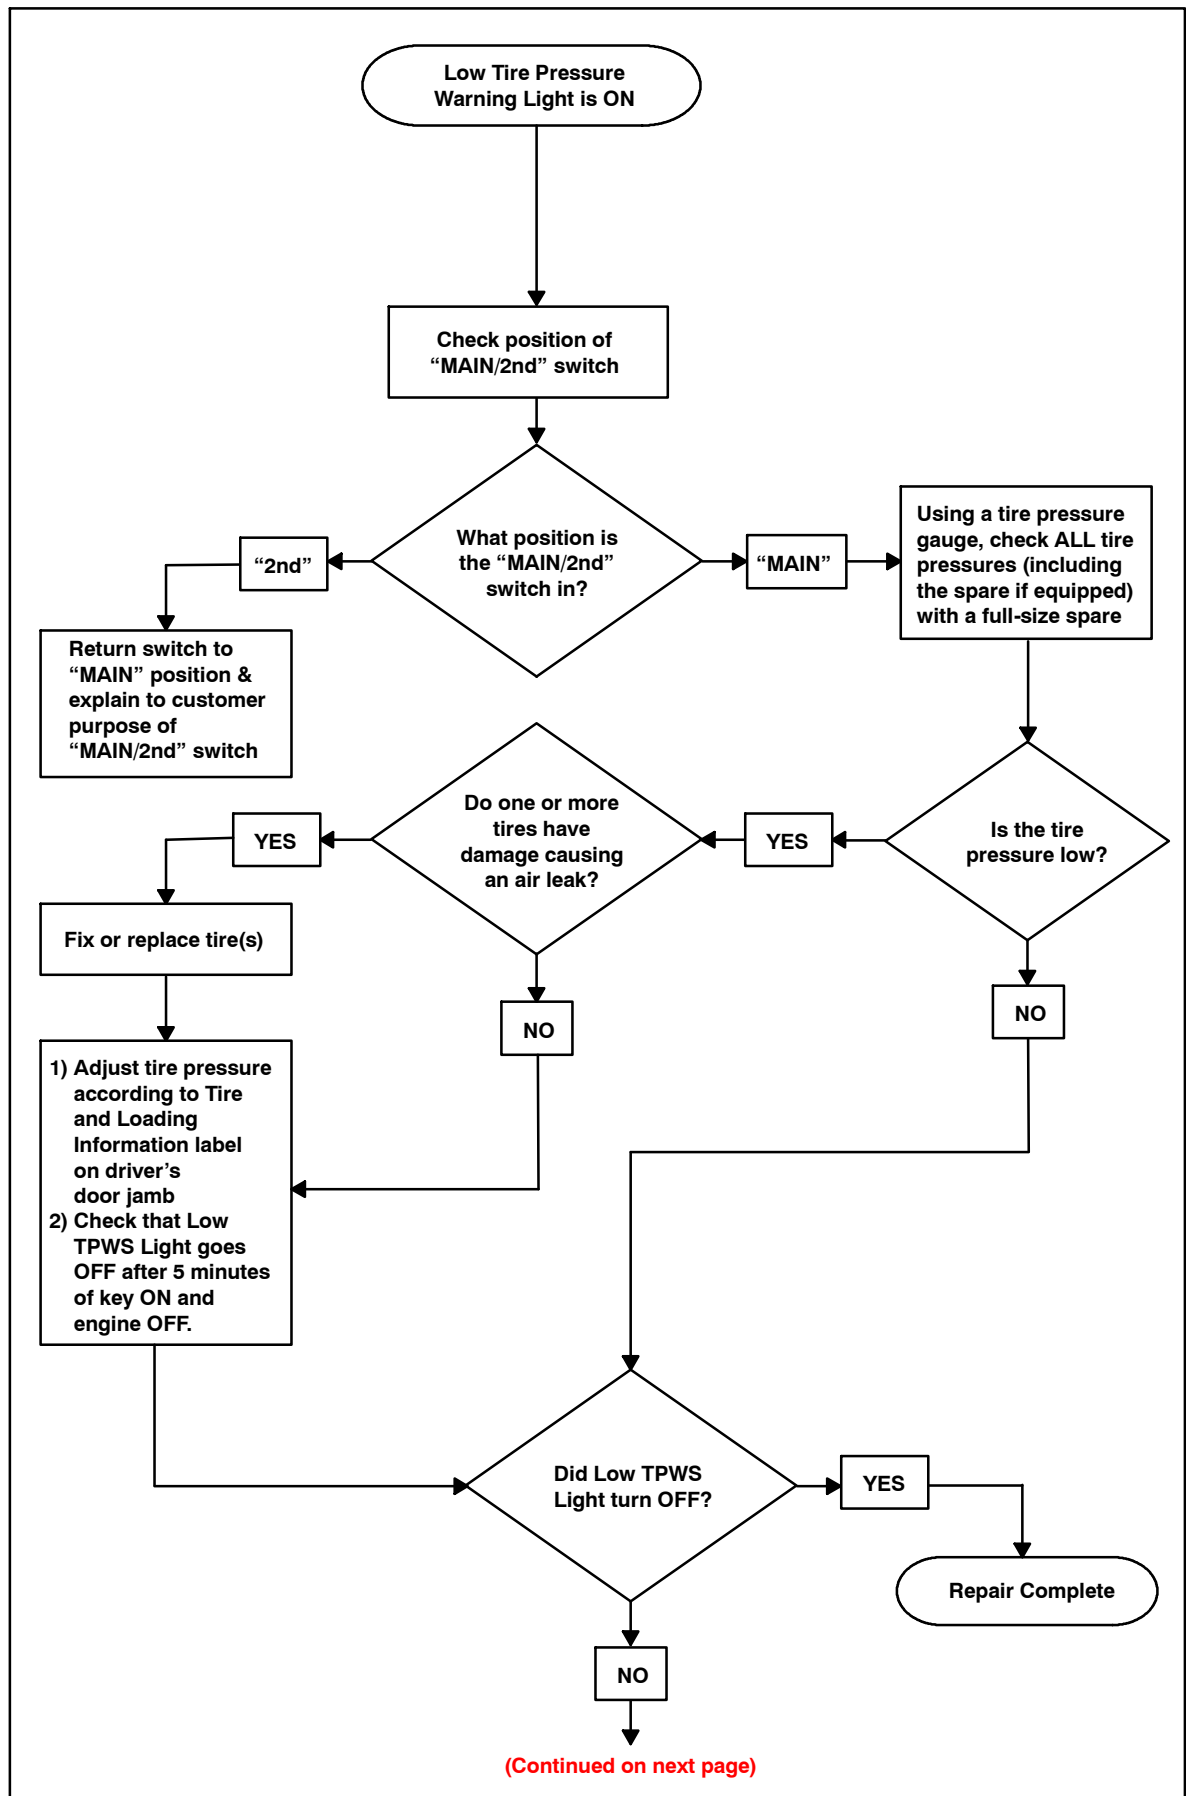 Low Tire Pressure
Warning Light is ON
Check position of
“MAIN/2nd” switch
What position is
the “MAIN/2nd”
switch in?
“2nd”
“MAIN”
Using a tire pressure
gauge, check ALL tire
pressures (including
the spare if equipped)
with a full-size spare
Return switch to
“MAIN” position &
explain to customer
purpose of
“MAIN/2nd” switch
Is the tire
pressure low?
YES
Do one or more
tires have
damage causing
an air leak?
YES
Fix or replace tire(s)
NO
NO
1) Adjust tire pressure
according to Tire
and Loading
Information label
on driver’s
door jamb
2) Check that Low
TPWS Light goes
OFF after 5 minutes
of key ON and
engine OFF.
Did Low TPWS
Light turn OFF?
YES
Repair Complete
NO
(Continued on next page)